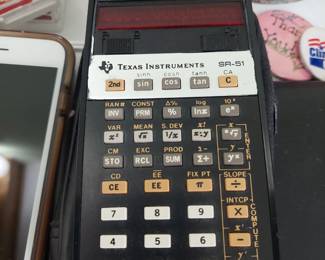 TEXAS INSTRUMENTS SR-51
sinh cosh tanh CA
2nd sin cos tan C
RAN# CONST Δ% log 10ˣ
INV PRM % lnx eˣ
VAR MEAN S. DEV x!
x² √x 1/x x:y
CM EXC PROD Σ-
STO RCL SUM Σ+ yˣ
ENTER
CD EE FIX PT SLOPE
CE EE π ÷
INTCP
7 8 9 X
COMPUTE
x'
4 5 6 −